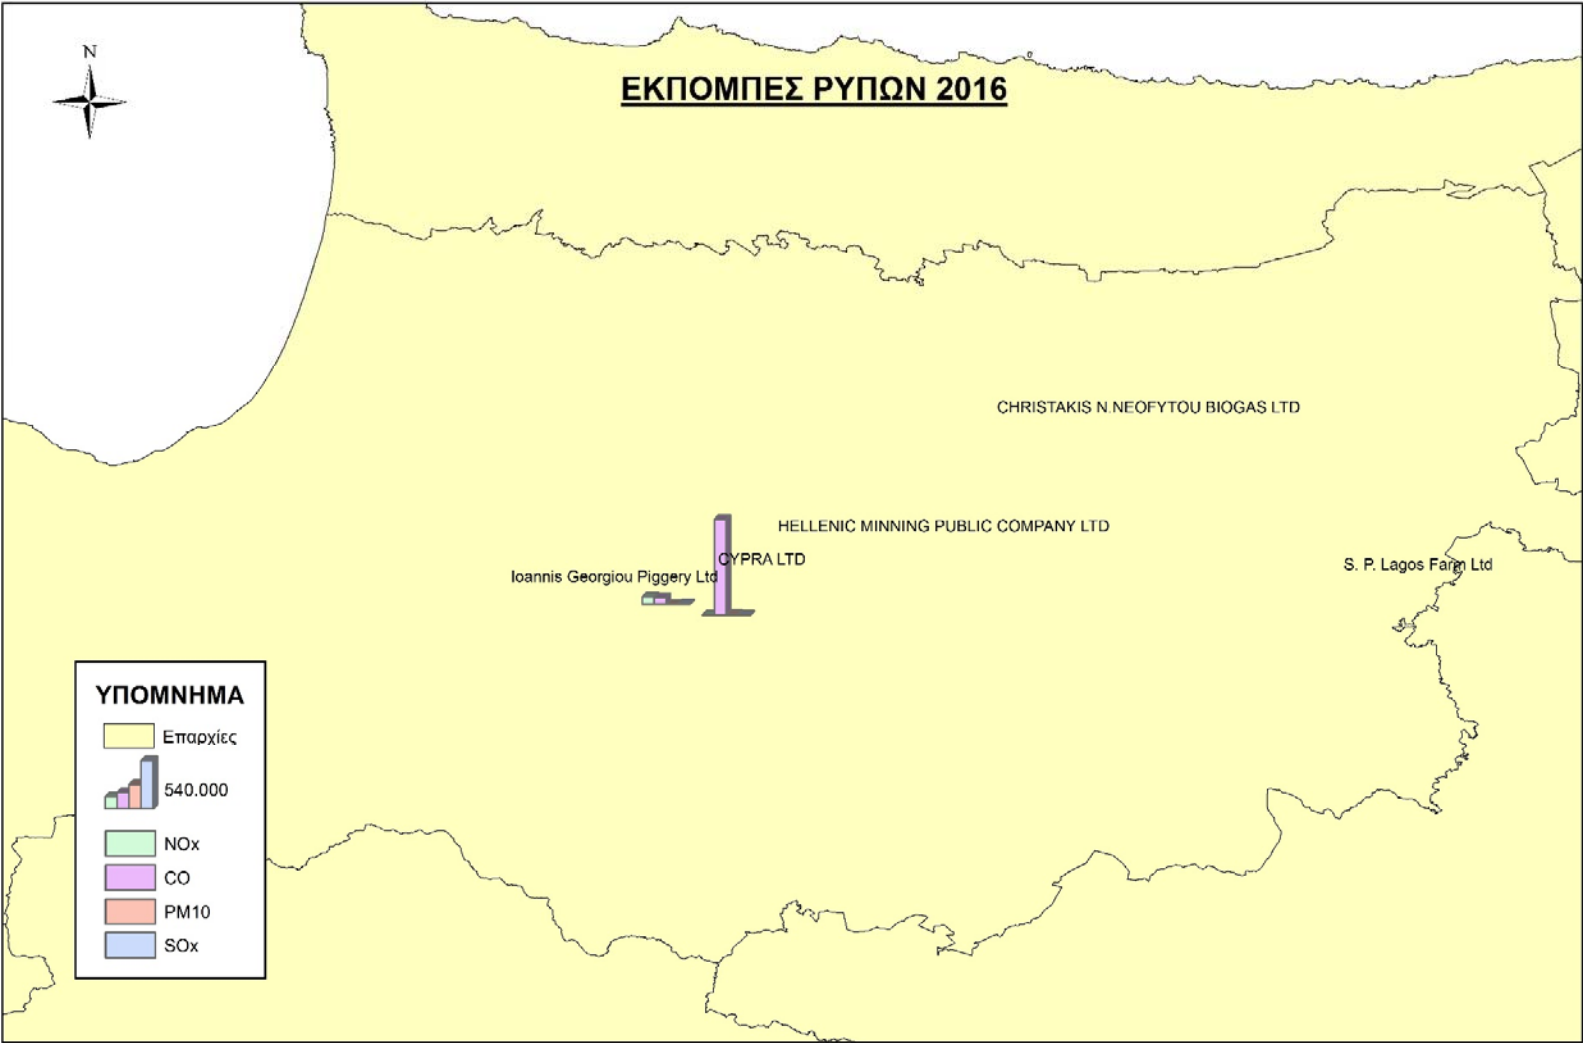 N
ΕΚΠΟΜΠΕΣ ΡΥΠΩΝ 2016
CHRISTAKIS N.NEOFYTOU BIOGAS LTD
HELLENIC MINNING PUBLIC COMPANY LTD
CYPRA LTD
S. P. Lagos Farm Ltd
Ioannis Georgiou Piggery Ltd
ΥΠΟΜΝΗΜΑ
Επαρχίες
540.000
NOx
CO
PM10
SOx